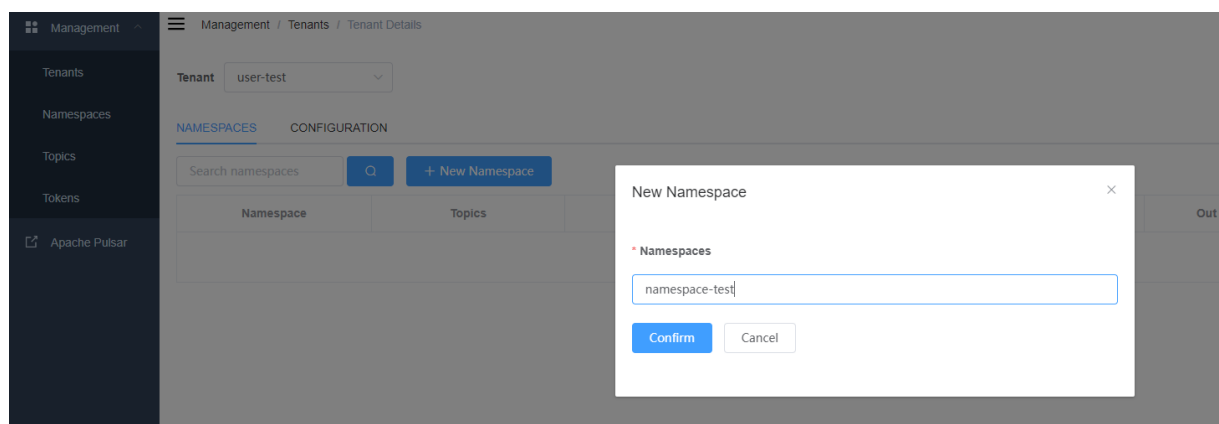 Management
Management / Tenants / Tenant Details
Tenants
Tenant user-test
Namespaces
NAMESPACES CONFIGURATION
Topics
Search namespaces + New Namespace
Tokens
Namespace Topics Out
Apache Pulsar
New Namespace
* Namespaces
namespace-test
Confirm Cancel